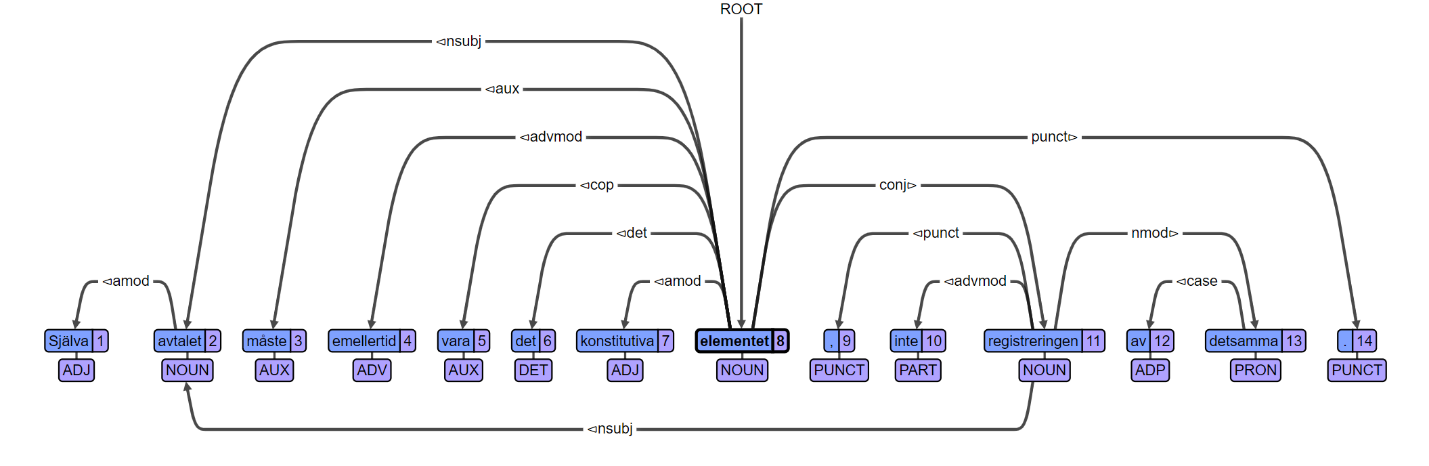 ROOT
⊲nsubj
⊲aux
⊲advmod punct⊳
⊲cop conj⊳
⊲det ⊲punct nmod⊳
⊲amod ⊲amod ⊲advmod ⊲case
Själva 1 avtalet 2 måste 3 emellertid 4 vara 5 det 6 konstitutiva 7 elementet 8 , 9 inte 10 registreringen 11 av 12 detsamma 13 . 14
ADJ NOUN AUX ADV AUX DET ADJ NOUN PUNCT PART NOUN ADP PRON PUNCT
⊲nsubj